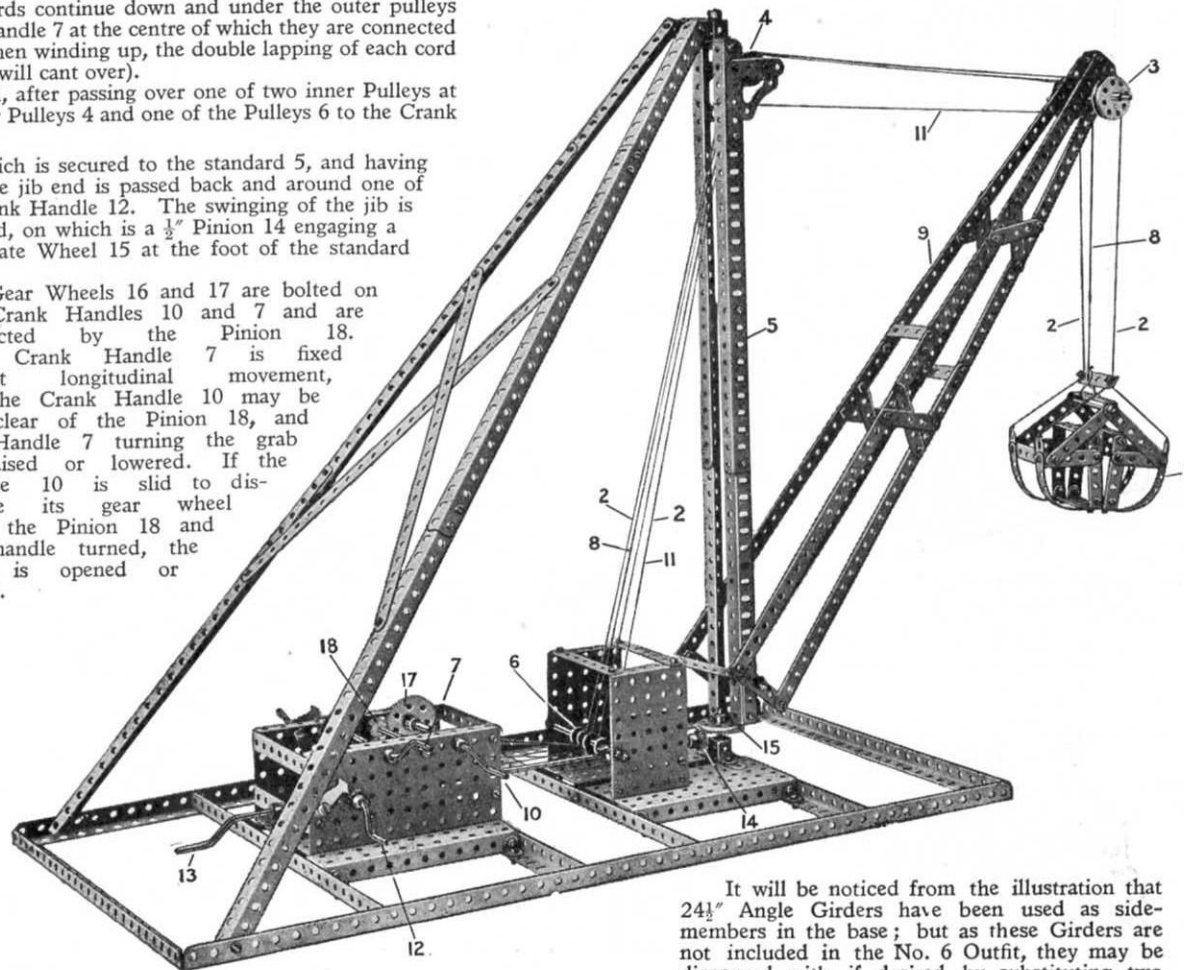 rds continue down and under the outer pulleys
andle 7 at the centre of which they are connected
hen winding up, the double lapping of each cord
will cant over).
, after passing over one of two inner Pulleys at
Pulleys 4 and one of the Pulleys 6 to the Crank
ich is secured to the standard 5, and having
e jib end is passed back and around one of
nk Handle 12. The swinging of the jib is
d, on which is a ½″ Pinion 14 engaging a
ate Wheel 15 at the foot of the standard
Gear Wheels 16 and 17 are bolted on
Crank Handles 10 and 7 and are
cted by the Pinion 18.
Crank Handle 7 is fixed
t longitudinal movement,
he Crank Handle 10 may be
clear of the Pinion 18, and
Handle 7 turning the grab
ised or lowered. If the
e 10 is slid to dis-
e its gear wheel
the Pinion 18 and
handle turned, the
is opened or
.
4
3
11
9
8
2
2
5
2
2
8
11
18
17
7
6
15
10
14
13
12
It will be noticed from the illustration that
24½″ Angle Girders have been used as side-
members in the base; but as these Girders are
not included in the No. 6 Outfit, they may be